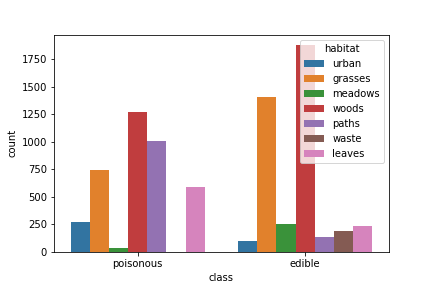 habitat
urban
grasses
meadows
woods
paths
waste
leaves
1750
1500
1250
1000
750
500
250
0
count
poisonous
edible
class